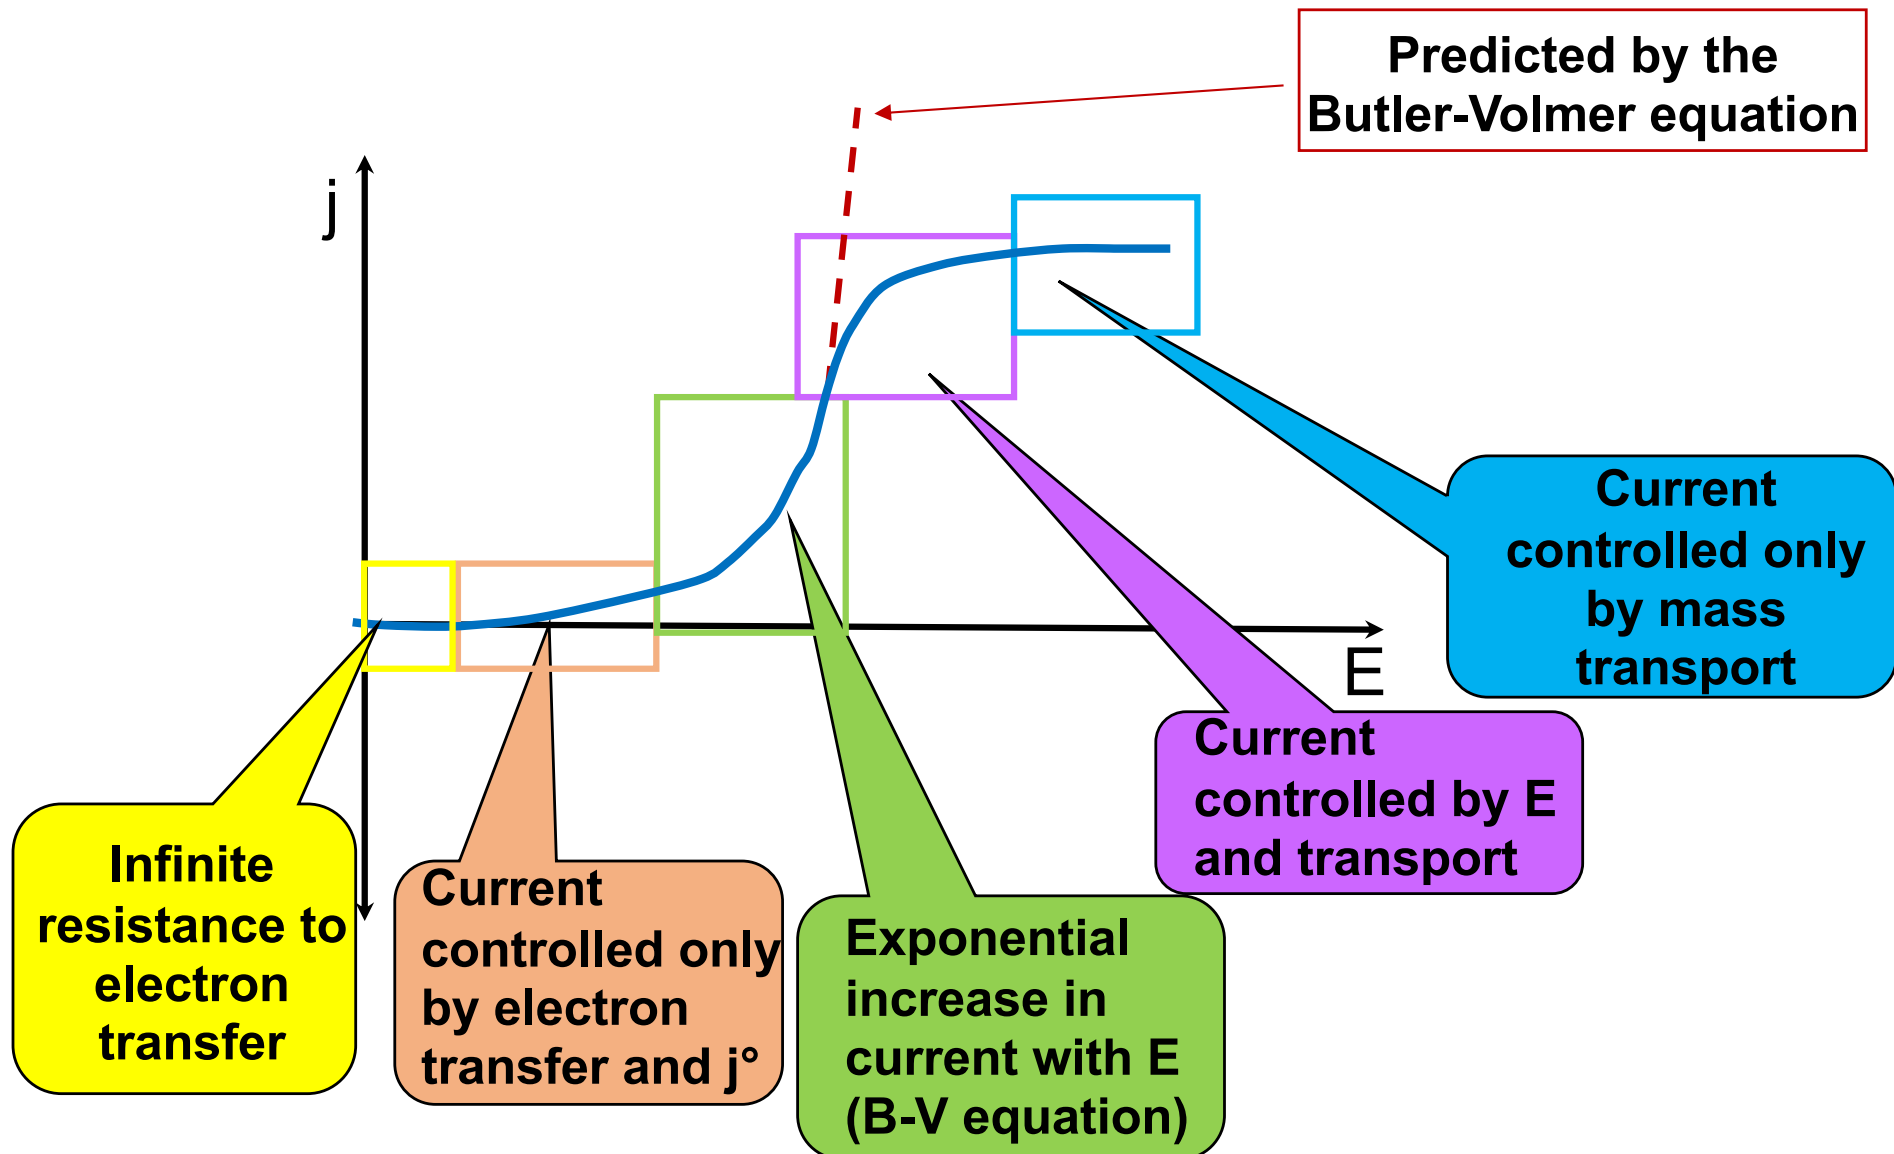 Predicted by the
Butler-Volmer equation
j
E
Current
controlled only
by mass
transport
Current
controlled by E
and transport
Infinite
resistance to
electron
transfer
Current
controlled only
by electron
transfer and j°
Exponential
increase in
current with E
(B-V equation)